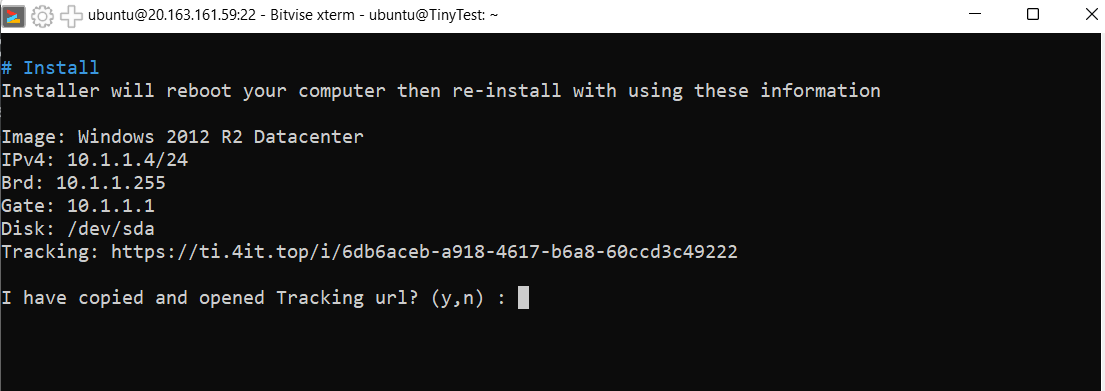 ubuntu@20.163.161.59:22 - Bitvise xterm - ubuntu@TinyTest: ~
# Install
Installer will reboot your computer then re-install with using these information
Image: Windows 2012 R2 Datacenter
IPv4: 10.1.1.4/24
Brd: 10.1.1.255
Gate: 10.1.1.1
Disk: /dev/sda
Tracking: https://ti.4it.top/i/6db6aceb-a918-4617-b6a8-60ccd3c49222
I have copied and opened Tracking url? (y,n) :